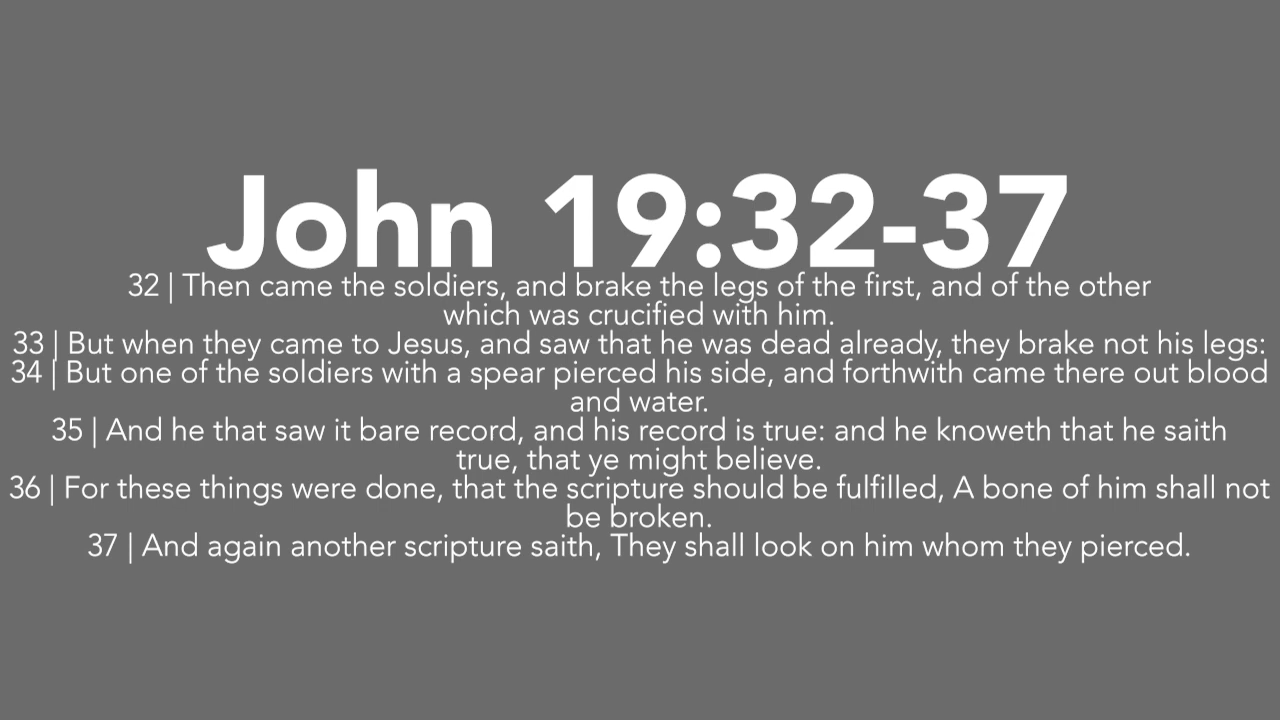 John 19:32-37
32 | Then came the soldiers, and brake the legs of the first, and of the other
which was crucified with him.
33 | But when they came to Jesus, and saw that he was dead already, they brake not his legs:
34 | But one of the soldiers with a spear pierced his side, and forthwith came there out blood
and water.
35 | And he that saw it bare record, and his record is true: and he knoweth that he saith
true, that ye might believe.
36 | For these things were done, that the scripture should be fulfilled, A bone of him shall not
be broken.
37 | And again another scripture saith, They shall look on him whom they pierced.